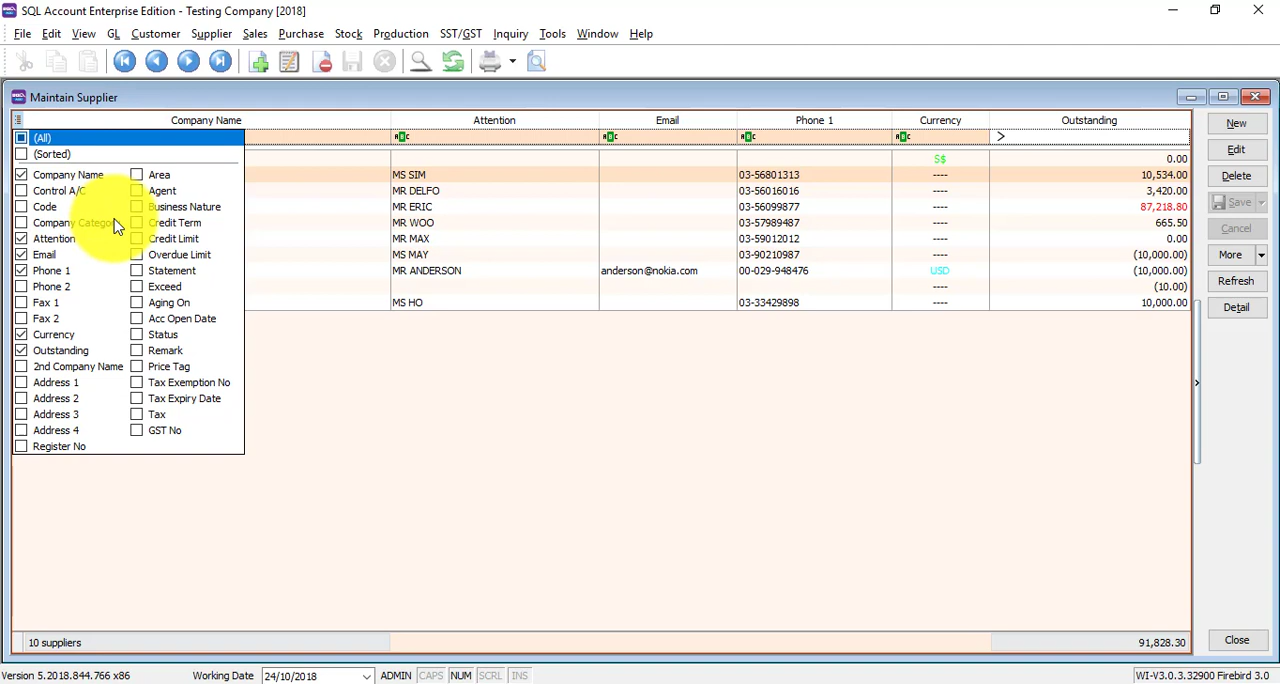 SQL Account Enterprise Edition - Testing Company [2018]
File Edit View GL Customer Supplier Sales Purchase Stock Production SST/GST Inquiry Tools Window Help
Maintain Supplier
Company Name Attention Email Phone 1 Currency Outstanding
(All)
(Sorted)
Company Name Area
Control A/C Agent
Code Business Nature
Company Catego Credit Term
Attention Credit Limit
Email Overdue Limit
Phone 1 Statement
Phone 2 Exceed
Fax 1 Aging On
Fax 2 Acc Open Date
Currency Status
Outstanding Remark
2nd Company Name Price Tag
Address 1 Tax Exemption No
Address 2 Tax Expiry Date
Address 3 Tax
Address 4 GST No
Register No
>
S$ 0.00
MS SIM 03-56801313 ---- 10,534.00
MR DELFO 03-56016016 ---- 3,420.00
MR ERIC 03-56099877 ---- 87,218.80
MR WOO 03-57989487 ---- 665.50
MR MAX 03-59012012 ---- 0.00
MS MAY 03-90210987 ---- (10,000.00)
MR ANDERSON anderson@nokia.com 00-029-948476 USD (10,000.00)
---- (10.00)
MS HO 03-33429898 ---- 10,000.00
10 suppliers 91,828.30
New
Edit
Delete
Save
Cancel
More
Refresh
Detail
Close
Version 5.2018.844.766 x86 Working Date 24/10/2018 ADMIN CAPS NUM SCRL INS WI-V3.0.3.32900 Firebird 3.0